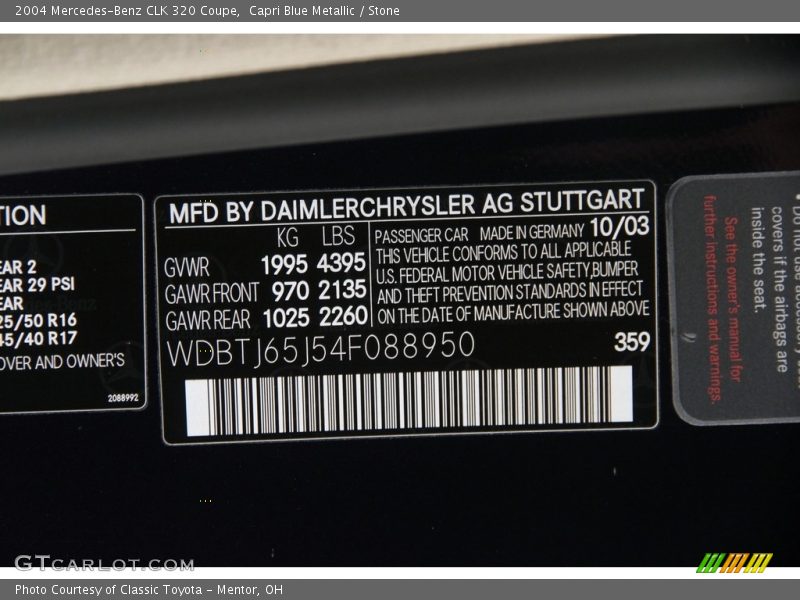 2004 Mercedes-Benz CLK 320 Coupe,  Capri Blue Metallic / Stone
TION
EAR 2
EAR 29 PSI
EAR
25/50 R16
45/40 R17
OVER AND OWNER'S
2088992
MFD BY DAIMLERCHRYSLER AG STUTTGART
KG LBS
GVWR 1995 4395
GAWR FRONT 970 2135
GAWR REAR 1025 2260
PASSENGER CAR MADE IN GERMANY 10/03
THIS VEHICLE CONFORMS TO ALL APPLICABLE
U.S. FEDERAL MOTOR VEHICLE SAFETY,BUMPER
AND THEFT PREVENTION STANDARDS IN EFFECT
ON THE DATE OF MANUFACTURE SHOWN ABOVE
WDBTJ65J54F088950 359
Do not use accessory
covers if the airbags are
inside the seat.
See the owner's manual for
further instructions and warnings.
GTCARLOT.COM
Photo Courtesy of Classic Toyota - Mentor, OH